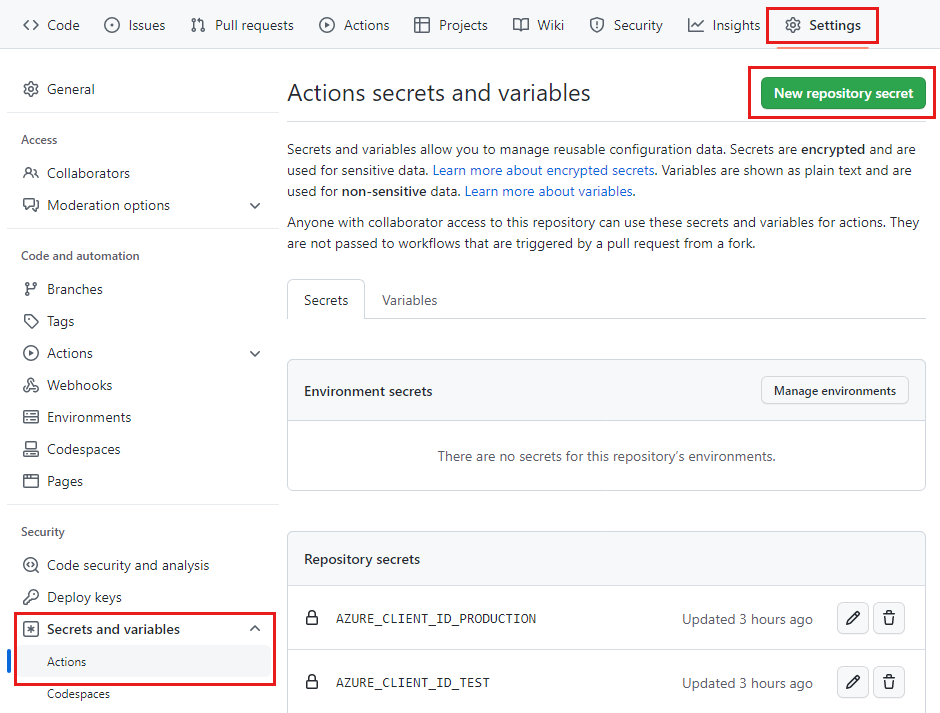 Code Issues Pull requests Actions Projects Wiki Security Insights Settings
General
Access
Collaborators
Moderation options
Code and automation
Branches
Tags
Actions
Webhooks
Environments
Codespaces
Pages
Security
Code security and analysis
Deploy keys
Secrets and variables
Actions
Codespaces
Actions secrets and variables
New repository secret
Secrets and variables allow you to manage reusable configuration data. Secrets are encrypted and are
used for sensitive data. Learn more about encrypted secrets. Variables are shown as plain text and are
used for non-sensitive data. Learn more about variables.
Anyone with collaborator access to this repository can use these secrets and variables for actions. They
are not passed to workflows that are triggered by a pull request from a fork.
Secrets Variables
Environment secrets Manage environments
There are no secrets for this repository's environments.
Repository secrets
AZURE_CLIENT_ID_PRODUCTION Updated 3 hours ago
AZURE_CLIENT_ID_TEST Updated 3 hours ago